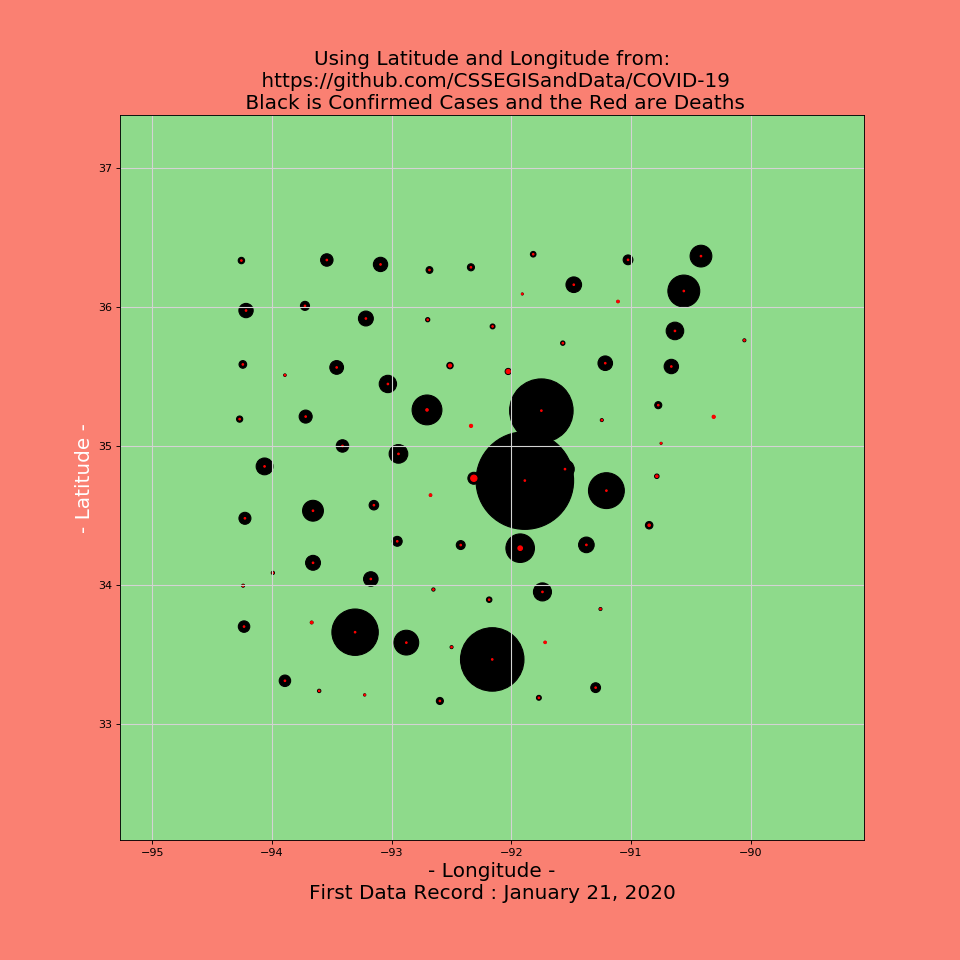 Using Latitude and Longitude from:
https://github.com/CSSEGISandData/COVID-19
Black is Confirmed Cases and the Red are Deaths
37
36
35
34
33
- Latitude -
−95
−94
−93
−92
−91
−90
- Longitude -
First Data Record : January 21, 2020